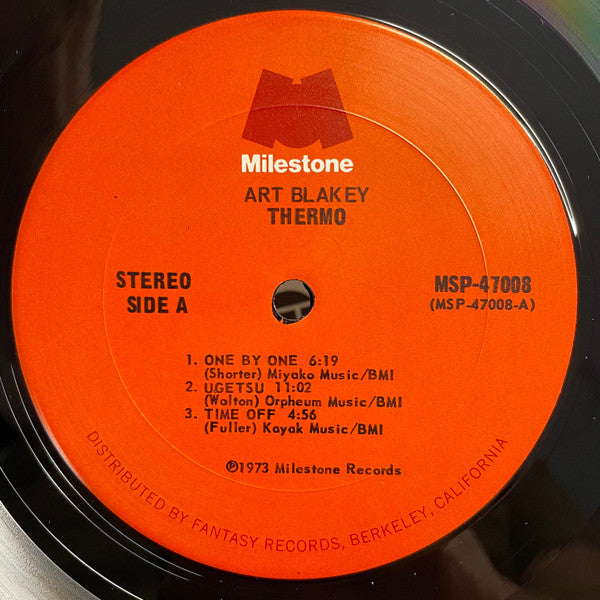 Milestone
ART BLAKEY
THERMO
STEREO
SIDE A
MSP-47008
(MSP-47008-A)
1. ONE BY ONE 6:19
(Shorter) Miyako Music/BMI
2. UGETSU 11:02
(Walton) Orpheum Music/BMI
3. TIME OFF 4:56
(Fuller) Kayak Music/BMI
℗1973 Milestone Records
DISTRIBUTED BY FANTASY RECORDS, BERKELEY, CALIFORNIA